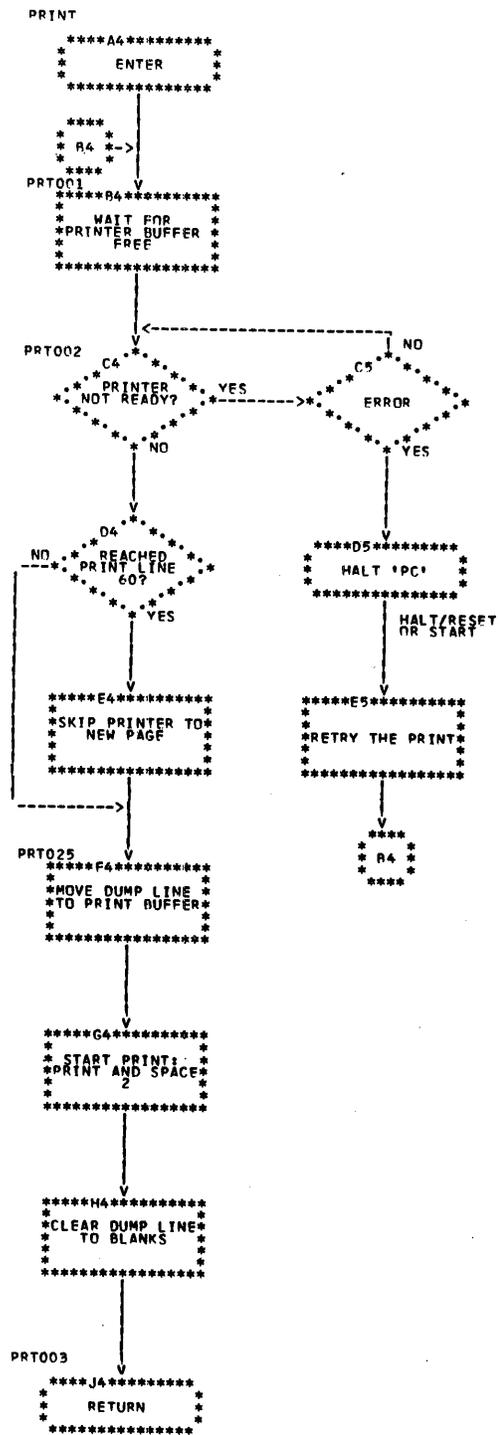 PRINT
A4
ENTER
B4
PRT001
B4
WAIT FOR
PRINTER BUFFER
FREE
PRT002
C4
PRINTER
NOT READY?
YES
NO
C5
ERROR
NO
YES
D4
REACHED
PRINT LINE
60?
NO
YES
D5
HALT 'PC'
HALT/RESET
OR START
E4
SKIP PRINTER TO
NEW PAGE
E5
RETRY THE PRINT
B4
PRT025
F4
MOVE DUMP LINE
TO PRINT BUFFER
G4
START PRINT:
PRINT AND SPACE
2
H4
CLEAR DUMP LINE
TO BLANKS
PRT003
J4
RETURN